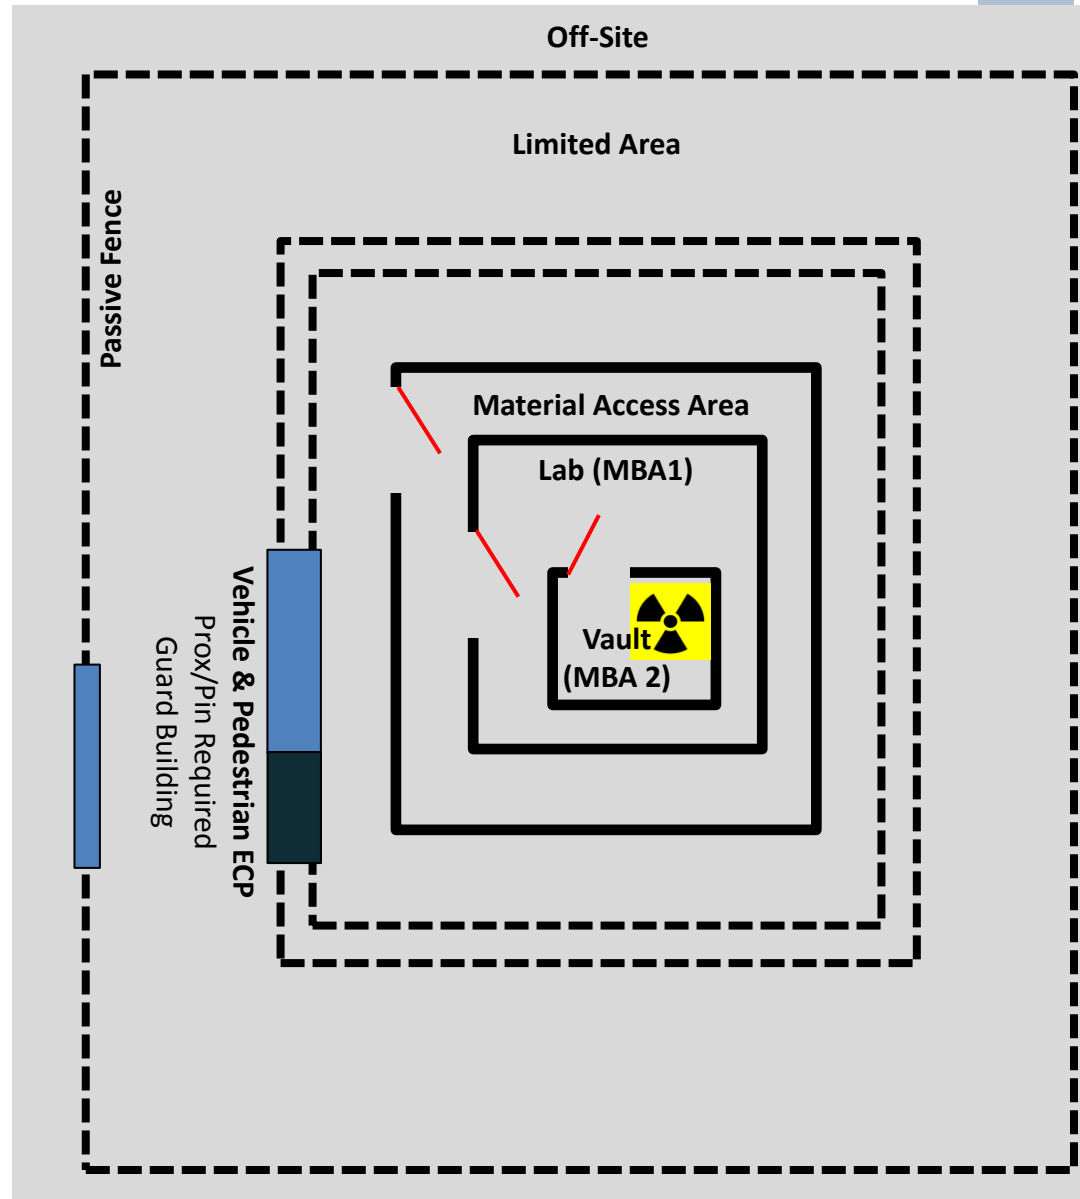 Off-Site
Limited Area
Passive Fence
Material Access Area
Lab (MBA1)
Vault
(MBA 2)
Vehicle & Pedestrian ECP
Prox/Pin Required
Guard Building